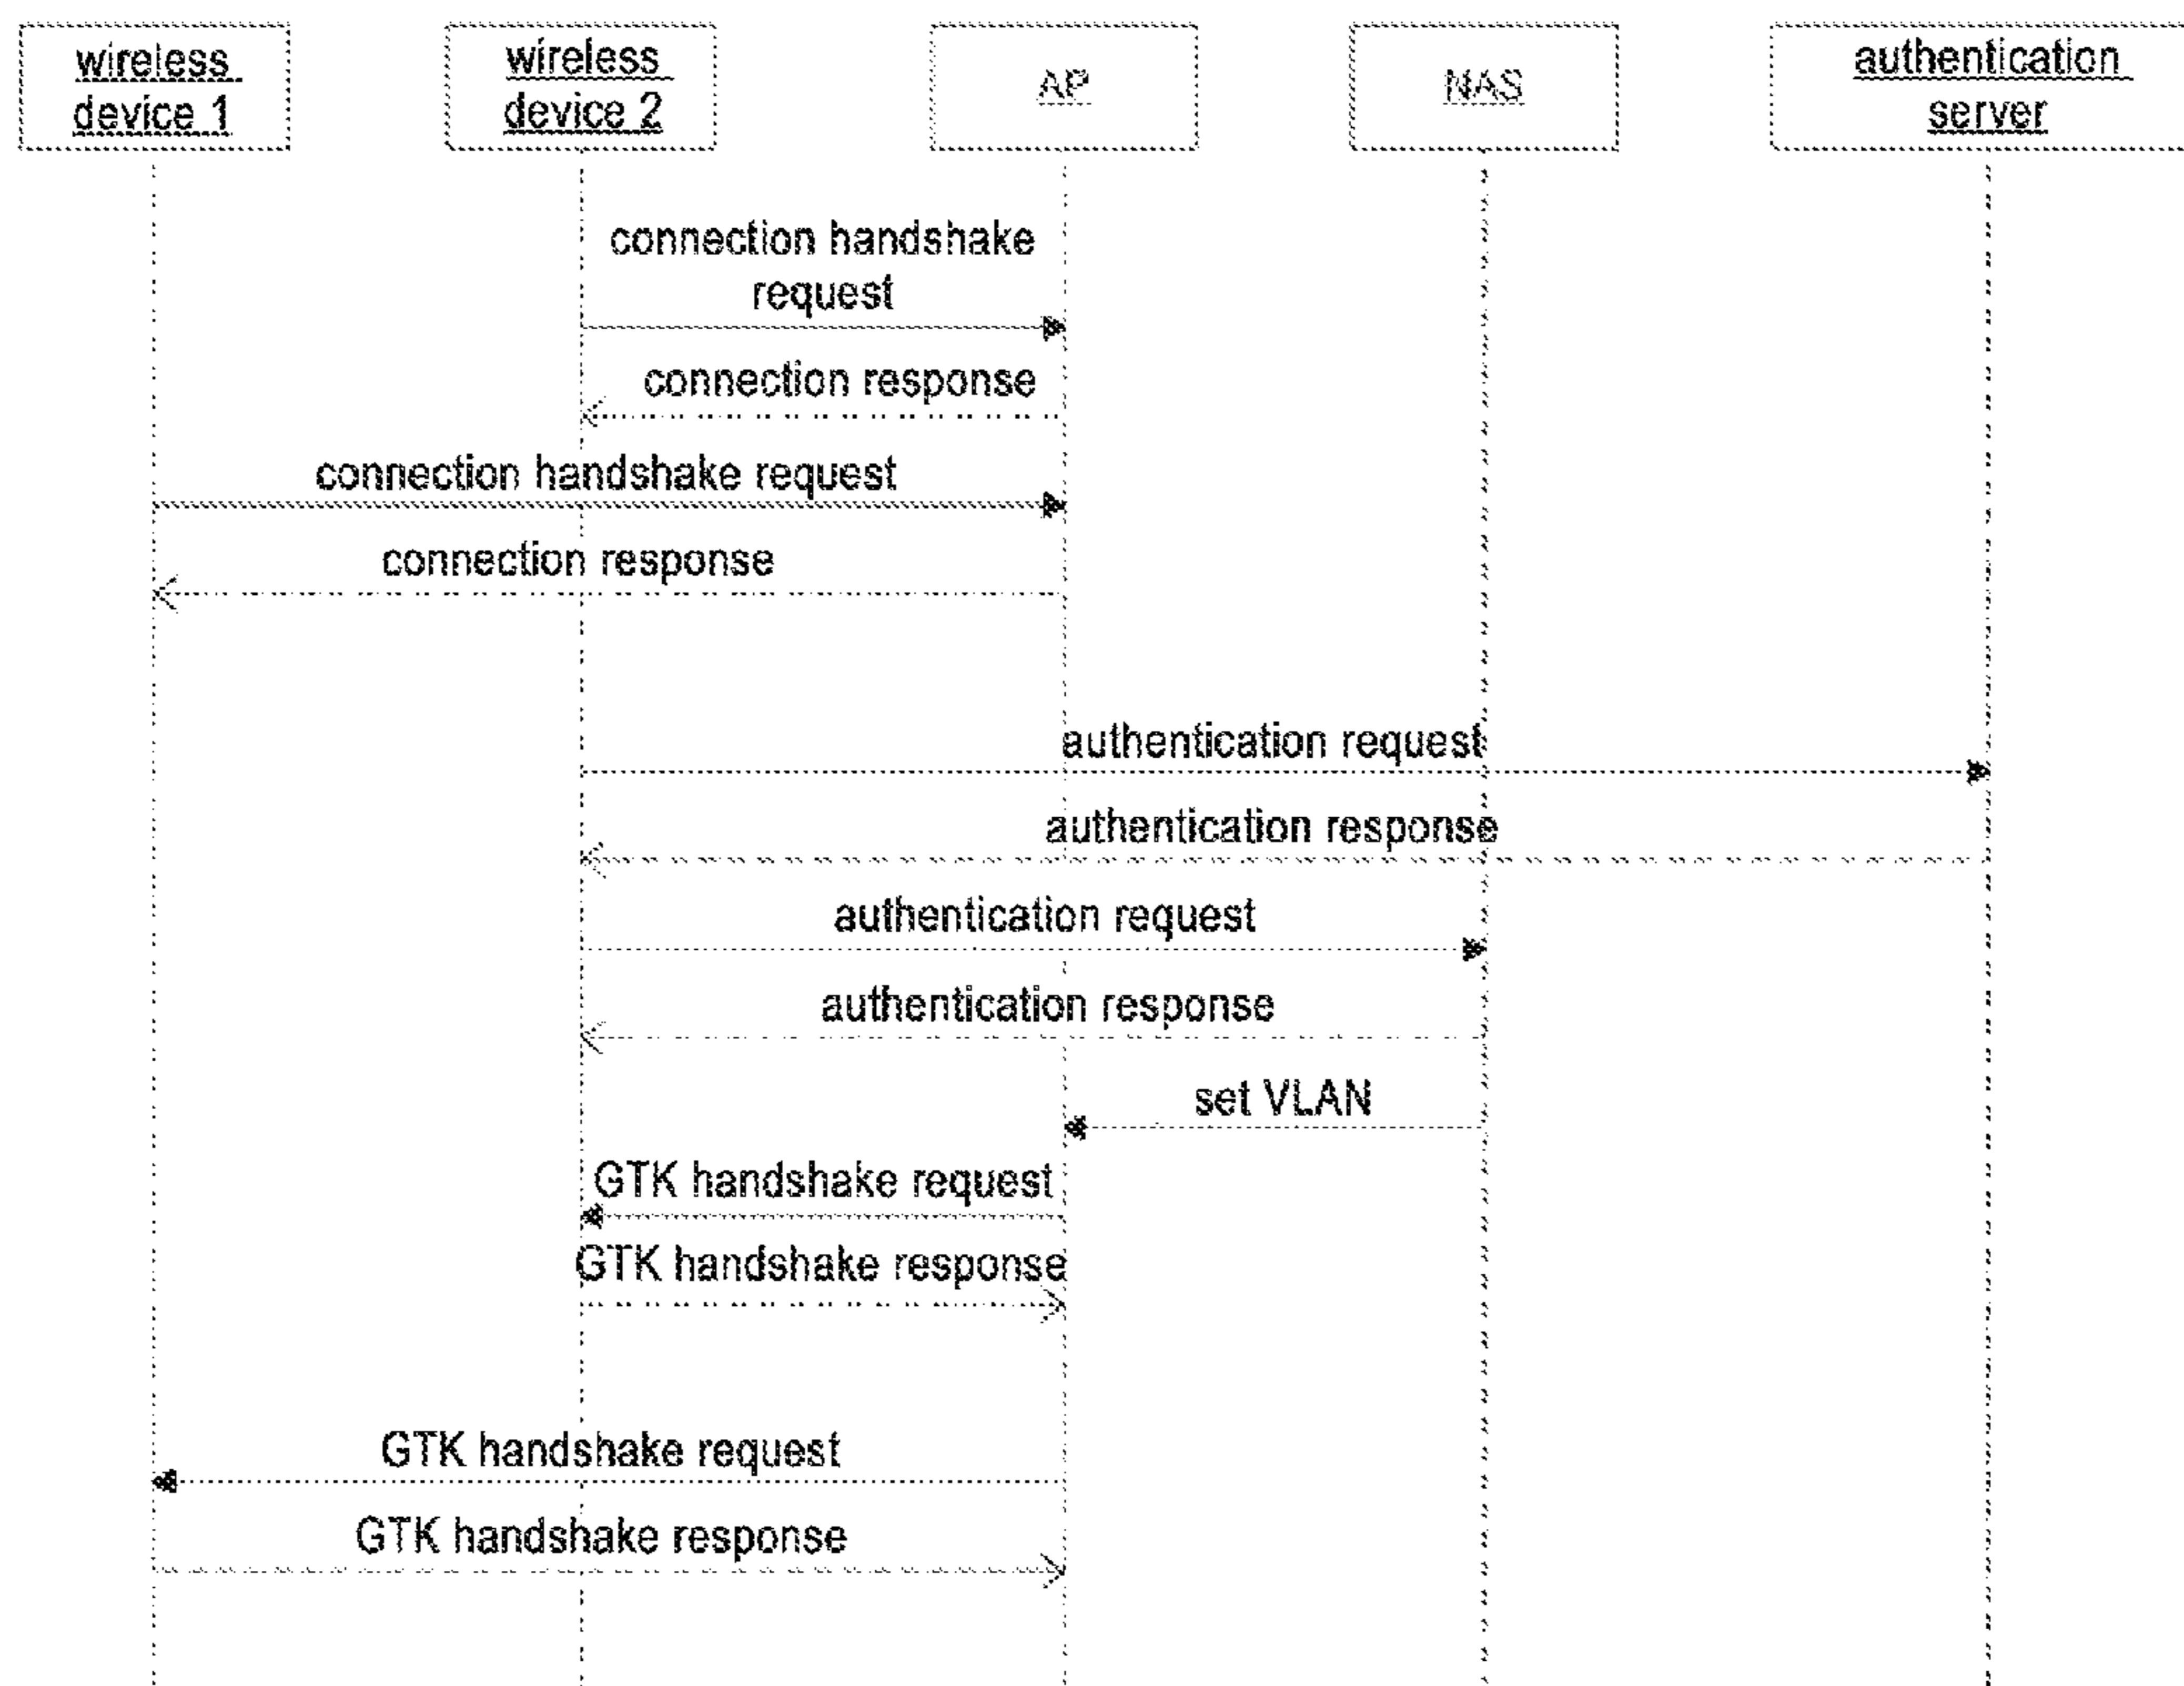 wireless
device 1
wireless
device 2
AP
NAS
authentication
server
connection handshake
request
connection response
connection handshake request
connection response
authentication request
authentication response
authentication request
authentication response
set VLAN
GTK handshake request
GTK handshake response
GTK handshake request
GTK handshake response